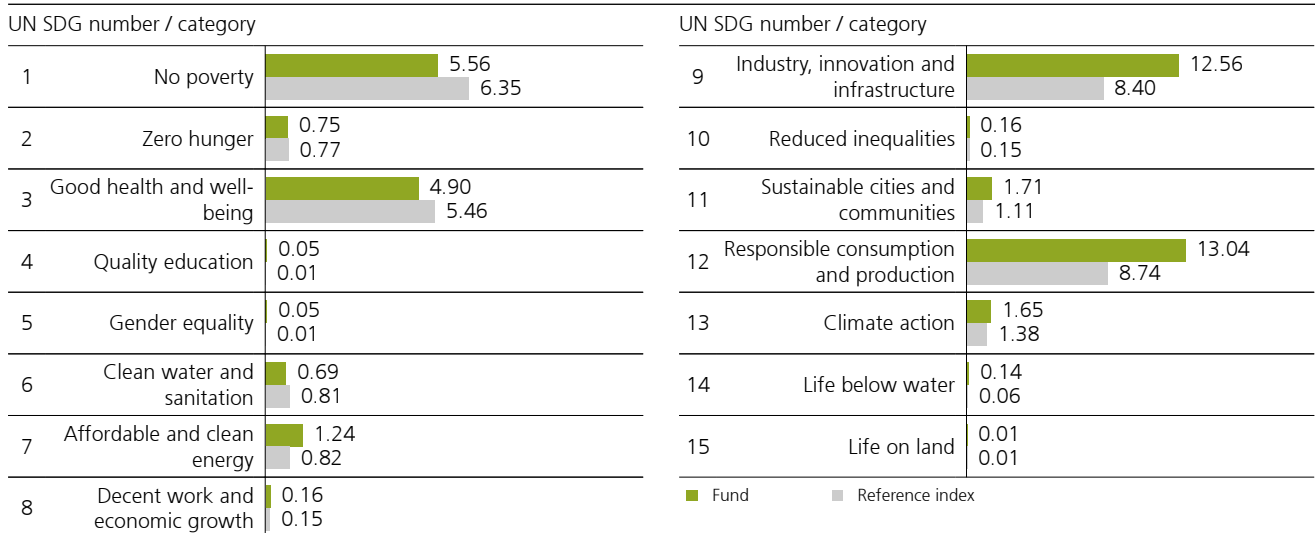 UN SDG number / category
1
No poverty
5.56
6.35
2
Zero hunger
0.75
0.77
3
Good health and well-
being
4.90
5.46
4
Quality education
0.05
0.01
5
Gender equality
0.05
0.01
6
Clean water and
sanitation
0.69
0.81
7
Affordable and clean
energy
1.24
0.82
8
Decent work and
economic growth
0.16
0.15
UN SDG number / category
9
Industry, innovation and
infrastructure
12.56
8.40
10
Reduced inequalities
0.16
0.15
11
Sustainable cities and
communities
1.71
1.11
12
Responsible consumption
and production
13.04
8.74
13
Climate action
1.65
1.38
14
Life below water
0.14
0.06
15
Life on land
0.01
0.01
Fund
Reference index